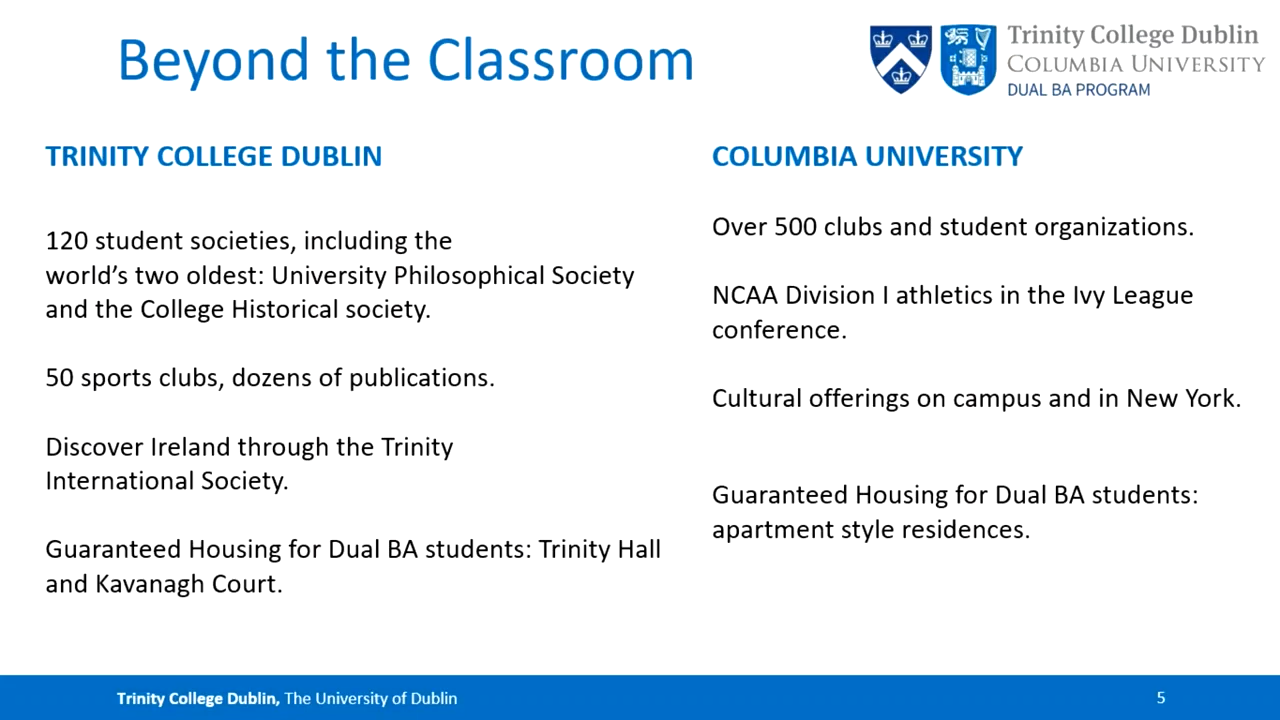 Beyond the Classroom
Trinity College Dublin
COLUMBIA UNIVERSITY
DUAL BA PROGRAM
TRINITY COLLEGE DUBLIN
120 student societies, including the
world’s two oldest: University Philosophical Society
and the College Historical society.
50 sports clubs, dozens of publications.
Discover Ireland through the Trinity
International Society.
Guaranteed Housing for Dual BA students: Trinity Hall
and Kavanagh Court.
COLUMBIA UNIVERSITY
Over 500 clubs and student organizations.
NCAA Division I athletics in the Ivy League
conference.
Cultural offerings on campus and in New York.
Guaranteed Housing for Dual BA students:
apartment style residences.
Trinity College Dublin, The University of Dublin
5